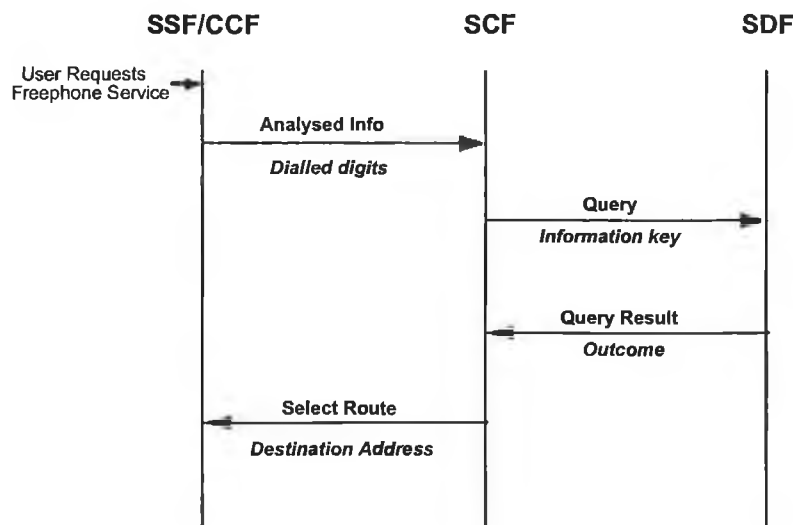 SSF/CCF SCF SDF
User Requests
Freephone Service
Analysed Info
Dialled digits
Query
Information key
Query Result
Outcome
Select Route
Destination Address